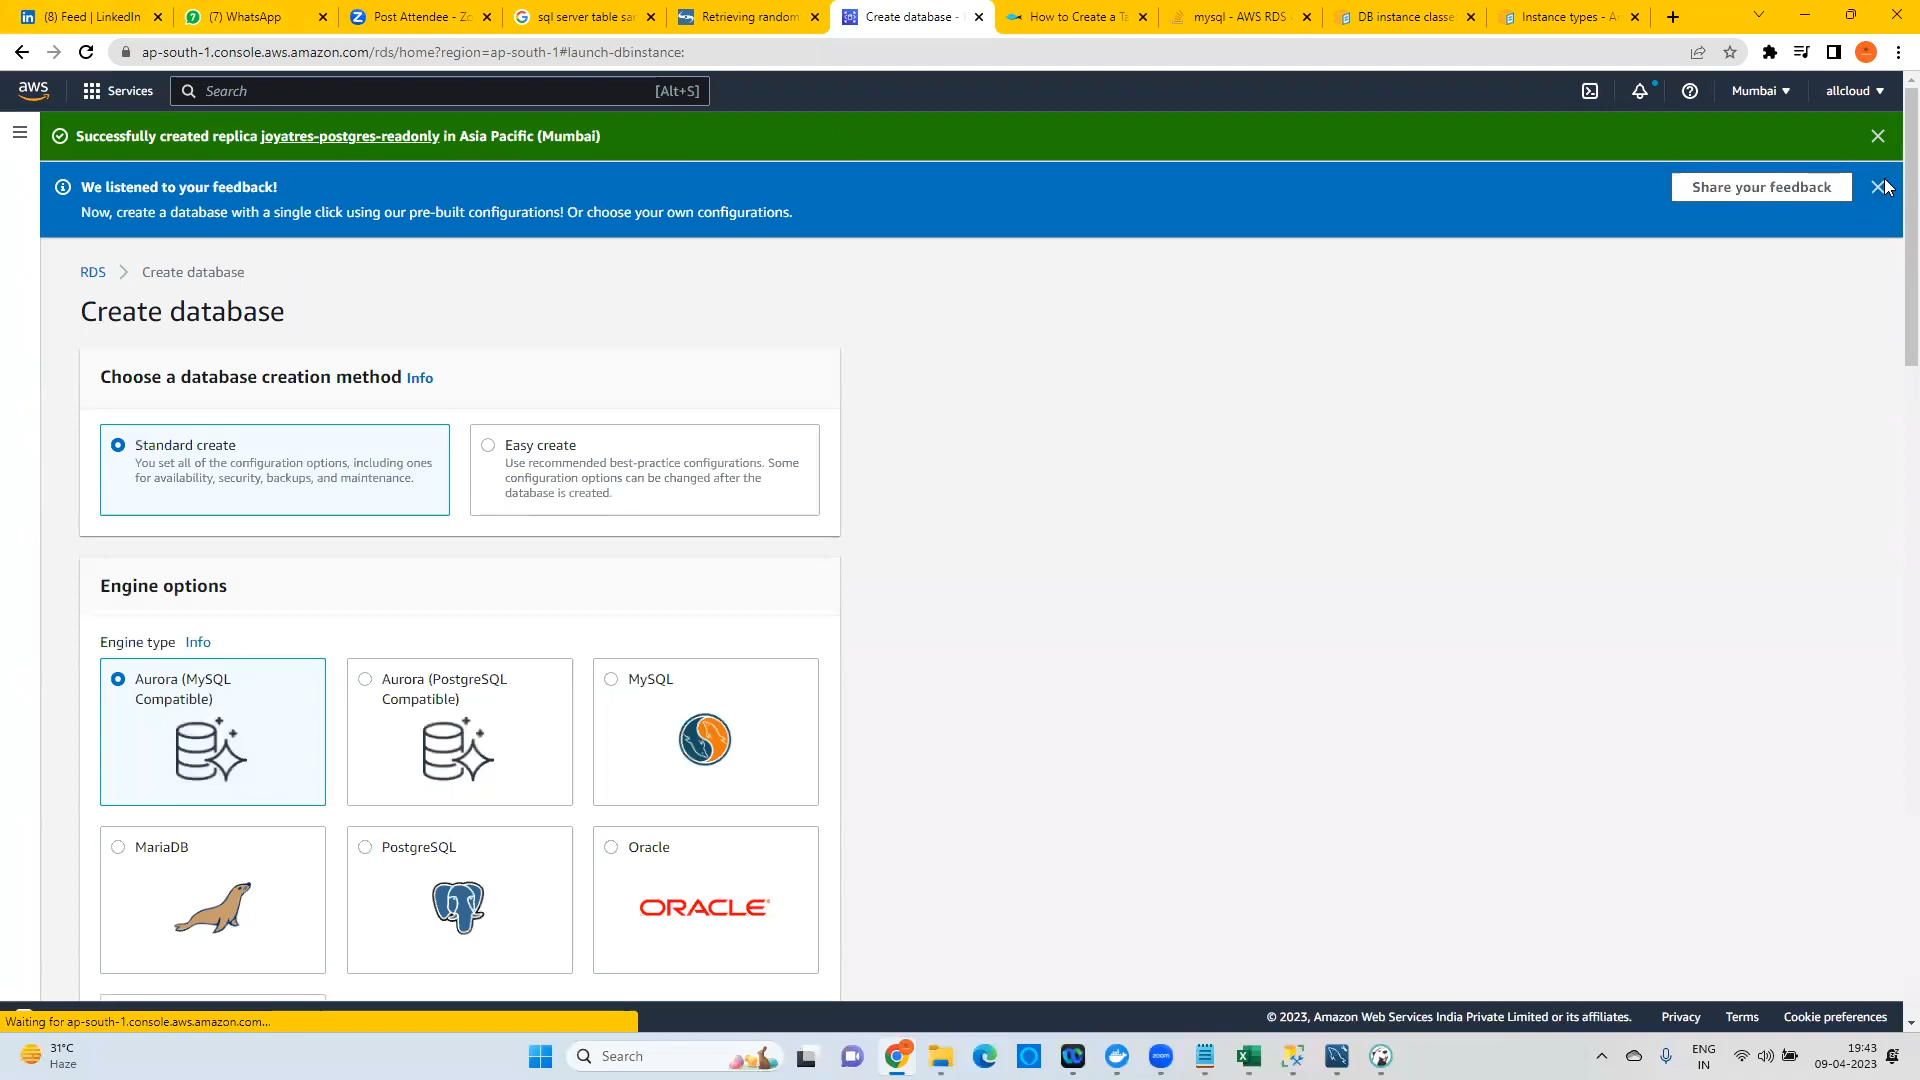 (8) Feed | LinkedIn
(7) WhatsApp
Post Attendee - Zo
sql server table sar
Retrieving random
Create database -
How to Create a Ta
mysql - AWS RDS
DB instance classe
Instance types - A
ap-south-1.console.aws.amazon.com/rds/home?region=ap-south-1#launch-dbinstance:
aws
Services
Search
[Alt+S]
Mumbai
allcloud
Successfully created replica joyatres-postgres-readonly in Asia Pacific (Mumbai)
We listened to your feedback!
Now, create a database with a single click using our pre-built configurations! Or choose your own configurations.
Share your feedback
RDS
Create database
Create database
Choose a database creation method Info
Standard create
You set all of the configuration options, including ones
for availability, security, backups, and maintenance.
Easy create
Use recommended best-practice configurations. Some
configuration options can be changed after the
database is created.
Engine options
Engine type Info
Aurora (MySQL
Compatible)
Aurora (PostgreSQL
Compatible)
MySQL
MariaDB
PostgreSQL
Oracle
ORACLE
Waiting for ap-south-1.console.aws.amazon.com...
© 2023, Amazon Web Services India Private Limited or its affiliates.
Privacy
Terms
Cookie preferences
31°C
Haze
Search
zoom
ENG
IN
19:43
09-04-2023